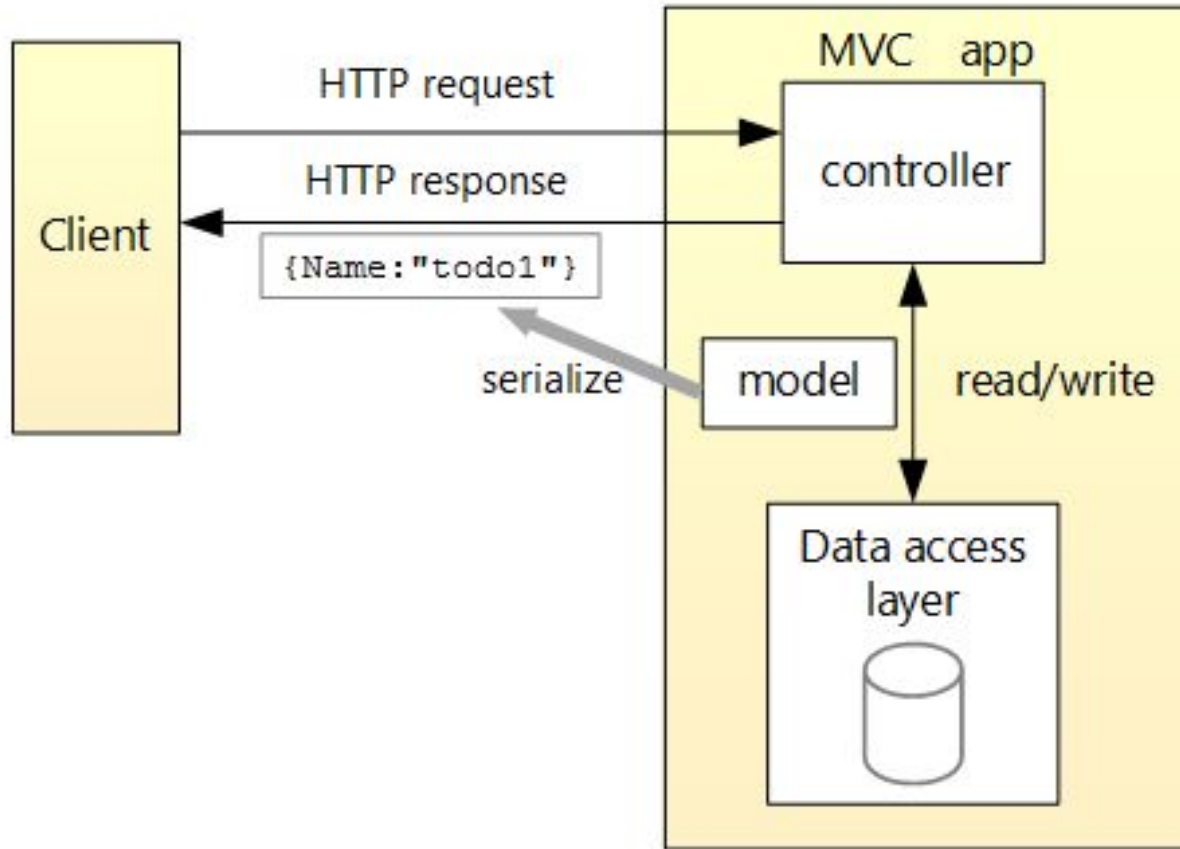 MVC app
HTTP request
controller
HTTP response
Client
{Name:"todo1"}
serialize
model
read/write
Data access
layer